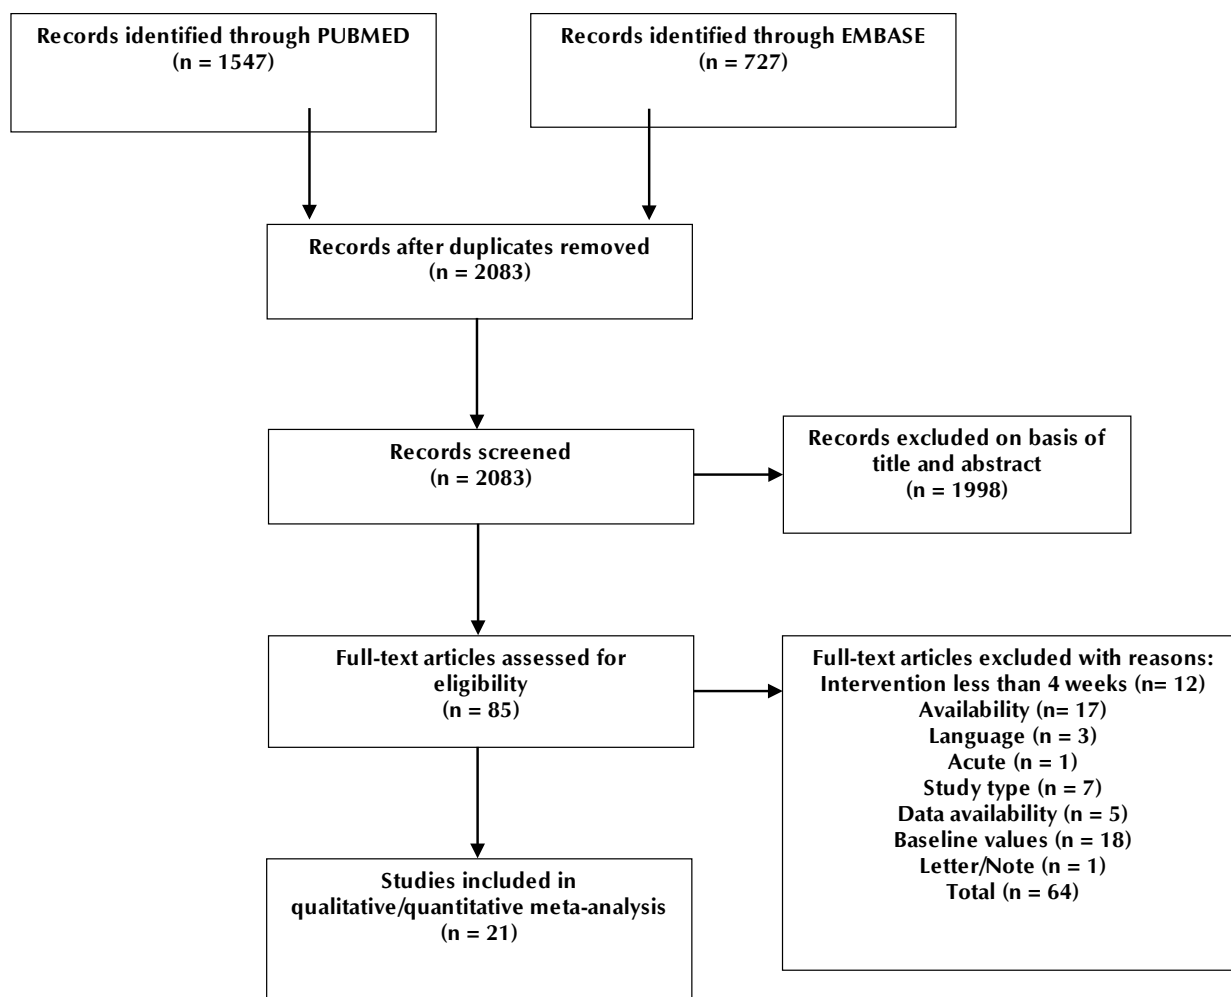 Records identified through PUBMED
(n = 1547)
Records identified through EMBASE
(n = 727)
Records after duplicates removed
(n = 2083)
Records screened
(n = 2083)
Records excluded on basis of
title and abstract
(n = 1998)
Full-text articles assessed for
eligibility
(n = 85)
Full-text articles excluded with reasons:
Intervention less than 4 weeks (n= 12)
Availability (n= 17)
Language (n = 3)
Acute (n = 1)
Study type (n = 7)
Data availability (n = 5)
Baseline values (n = 18)
Letter/Note (n = 1)
Total (n = 64)
Studies included in
qualitative/quantitative meta-analysis
(n = 21)